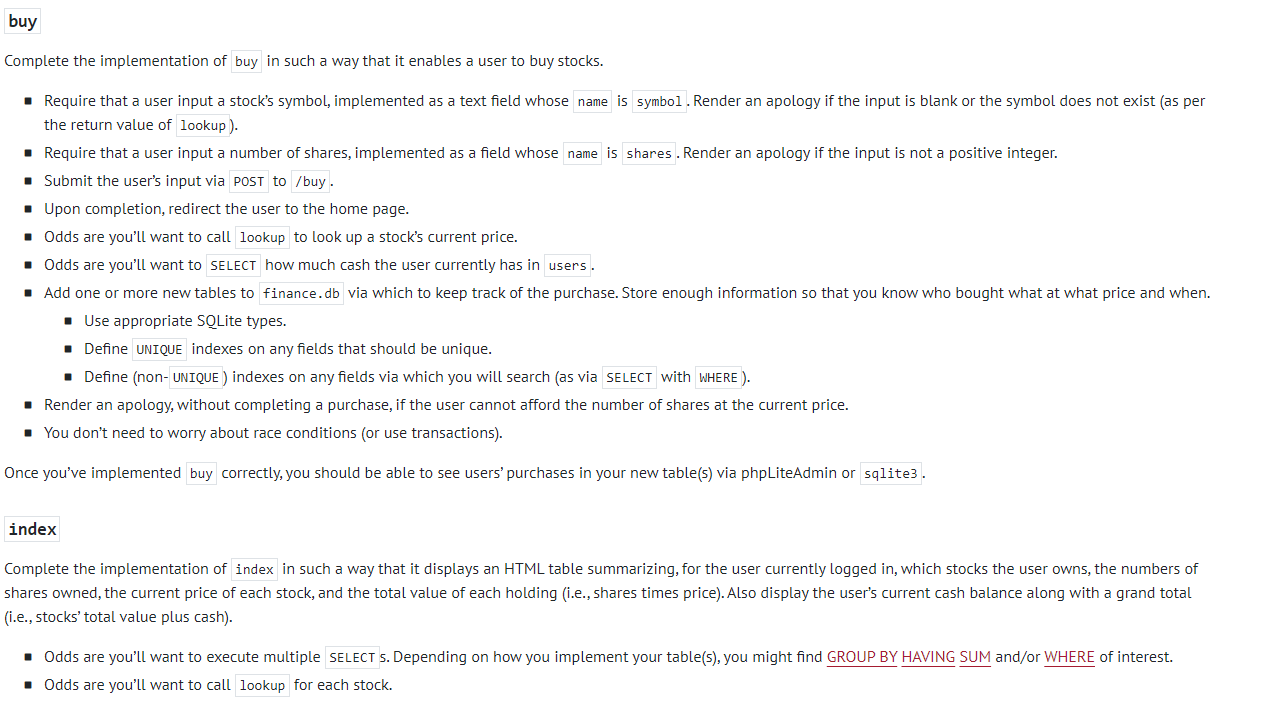 buy
Complete the implementation of buy in such a way that it enables a user to buy stocks.
Require that a user input a stock’s symbol, implemented as a text field whose name is symbol. Render an apology if the input is blank or the symbol does not exist (as per
the return value of lookup).
Require that a user input a number of shares, implemented as a field whose name is shares. Render an apology if the input is not a positive integer.
Submit the user’s input via POST to /buy.
Upon completion, redirect the user to the home page.
Odds are you’ll want to call lookup to look up a stock’s current price.
Odds are you’ll want to SELECT how much cash the user currently has in users.
Add one or more new tables to finance.db via which to keep track of the purchase. Store enough information so that you know who bought what at what price and when.
Use appropriate SQLite types.
Define UNIQUE indexes on any fields that should be unique.
Define (non-UNIQUE) indexes on any fields via which you will search (as via SELECT with WHERE).
Render an apology, without completing a purchase, if the user cannot afford the number of shares at the current price.
You don’t need to worry about race conditions (or use transactions).
Once you’ve implemented buy correctly, you should be able to see users’ purchases in your new table(s) via phpLiteAdmin or sqlite3.
index
Complete the implementation of index in such a way that it displays an HTML table summarizing, for the user currently logged in, which stocks the user owns, the numbers of
shares owned, the current price of each stock, and the total value of each holding (i.e., shares times price). Also display the user’s current cash balance along with a grand total
(i.e., stocks’ total value plus cash).
Odds are you’ll want to execute multiple SELECTs. Depending on how you implement your table(s), you might find GROUP BY HAVING SUM and/or WHERE of interest.
Odds are you’ll want to call lookup for each stock.